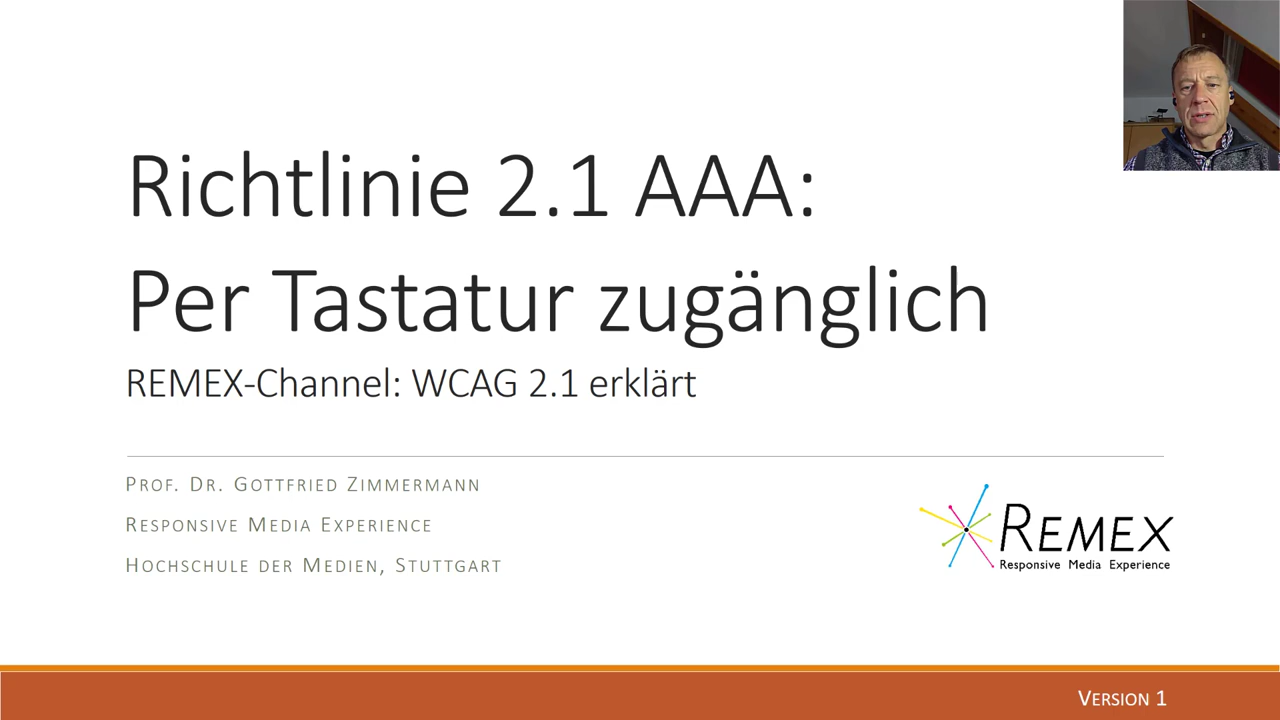 Richtlinie 2.1 AAA:
Per Tastatur zugänglich
REMEX-Channel: WCAG 2.1 erklärt
Prof. Dr. Gottfried Zimmermann
Responsive Media Experience
Hochschule der Medien, Stuttgart
Remex
Responsive Media Experience
Version 1